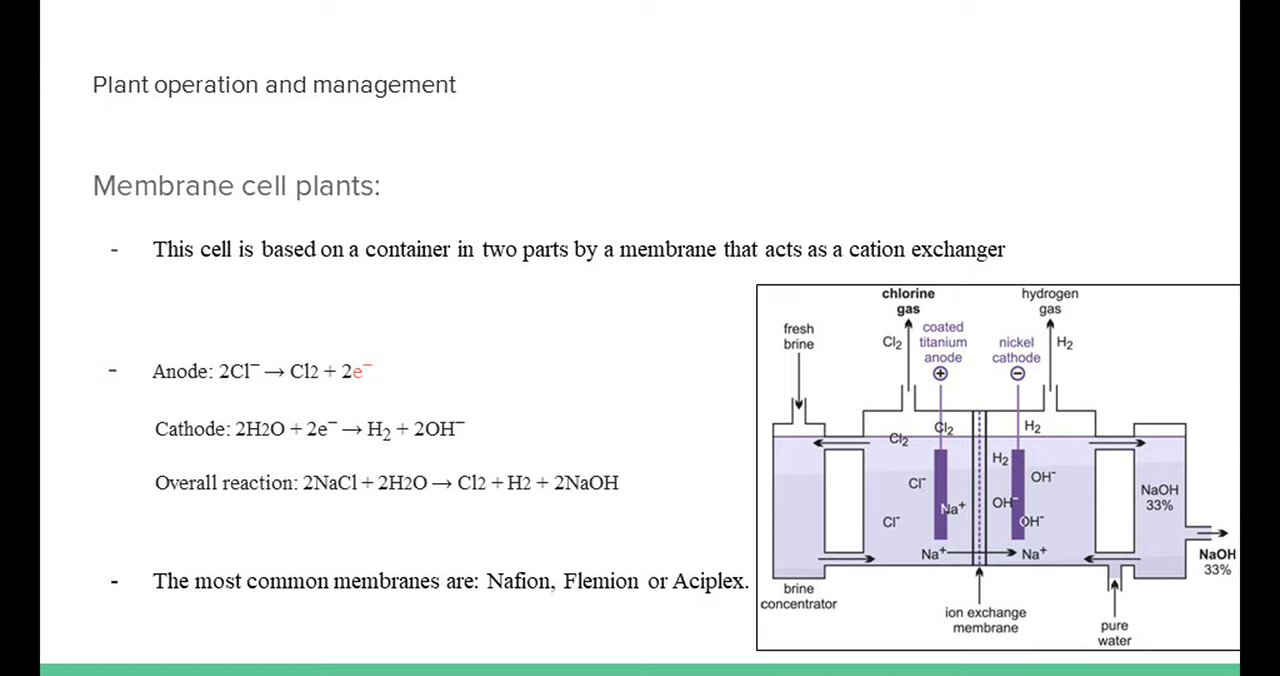 Plant operation and management
Membrane cell plants:
- This cell is based on a container in two parts by a membrane that acts as a cation exchanger
- Anode: 2Cl⁻ → Cl2 + 2e⁻
Cathode: 2H2O + 2e⁻ → H₂ + 2OH⁻
Overall reaction: 2NaCl + 2H2O → Cl2 + H2 + 2NaOH
- The most common membranes are: Nafion, Flemion or Aciplex.
chlorine
gas
hydrogen
gas
fresh
brine
Cl₂
coated
titanium
anode
+
nickel
cathode
−
H₂
Cl₂
Cl₂
H₂
H₂
Cl⁻
OH⁻
Na⁺
OH⁻
Cl⁻
OH⁻
Na⁺
Na⁺
NaOH
33%
NaOH
33%
brine
concentrator
ion exchange
membrane
pure
water